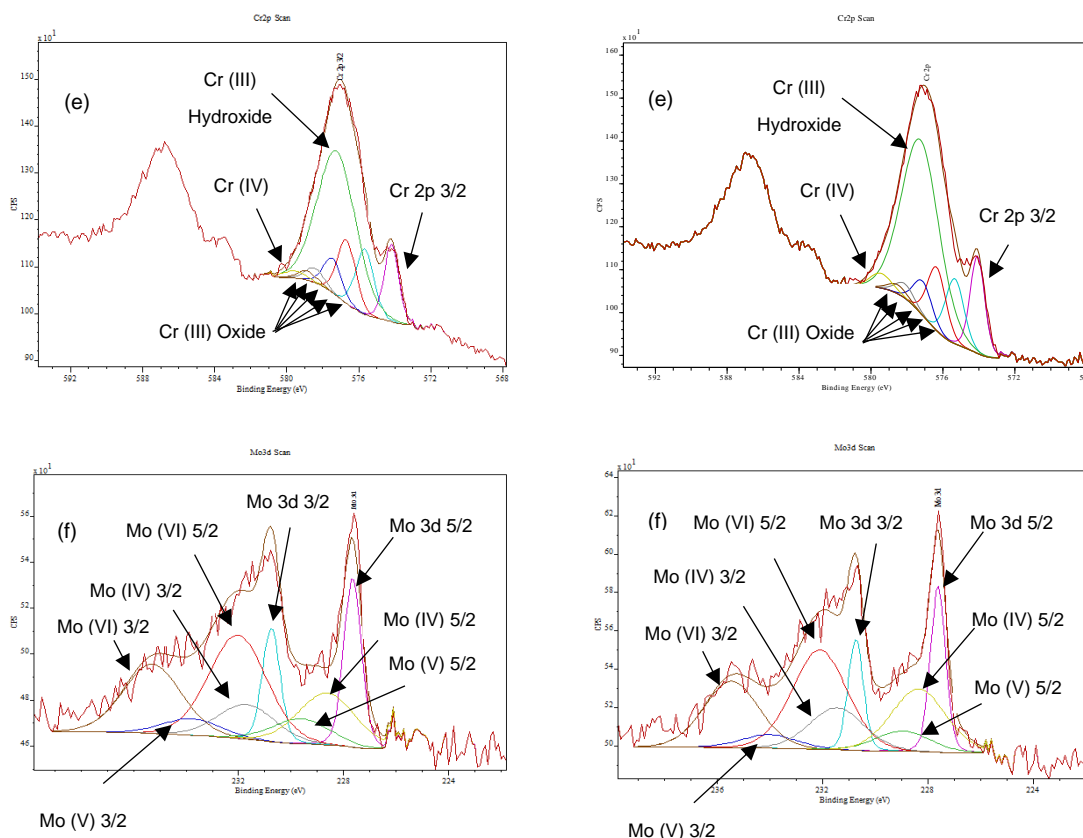 Cr2p Scan
x 10¹
(e)
Cr (III)
Hydroxide
Cr 2p 3/2
Cr (IV)
Cr 2p 3/2
Cr (III) Oxide
CPS
150
140
130
120
110
100
90
592
588
584
580
576
572
568
Binding Energy (eV)
Cr2p Scan
x 10¹
(e)
Cr (III)
Hydroxide
Cr 2p
Cr (IV)
Cr 2p 3/2
Cr (III) Oxide
CPS
160
150
140
130
120
110
100
90
592
588
584
580
576
572
Binding Energy (eV)
Mo3d Scan
x 10¹
(f)
Mo 3d 3/2
Mo 3d
Mo (VI) 5/2
Mo 3d 5/2
Mo (IV) 3/2
Mo (IV) 5/2
Mo (VI) 3/2
Mo (V) 5/2
CPS
56
54
52
50
48
46
232
228
224
Binding Energy (eV)
Mo (V) 3/2
Mo3d Scan
x 10¹
(f)
Mo (VI) 5/2
Mo 3d 3/2
Mo 3d
Mo 3d 5/2
Mo (IV) 3/2
Mo (IV) 5/2
Mo (VI) 3/2
Mo (V) 5/2
CPS
64
62
60
58
56
54
52
50
236
232
228
224
Binding Energy (eV)
Mo (V) 3/2